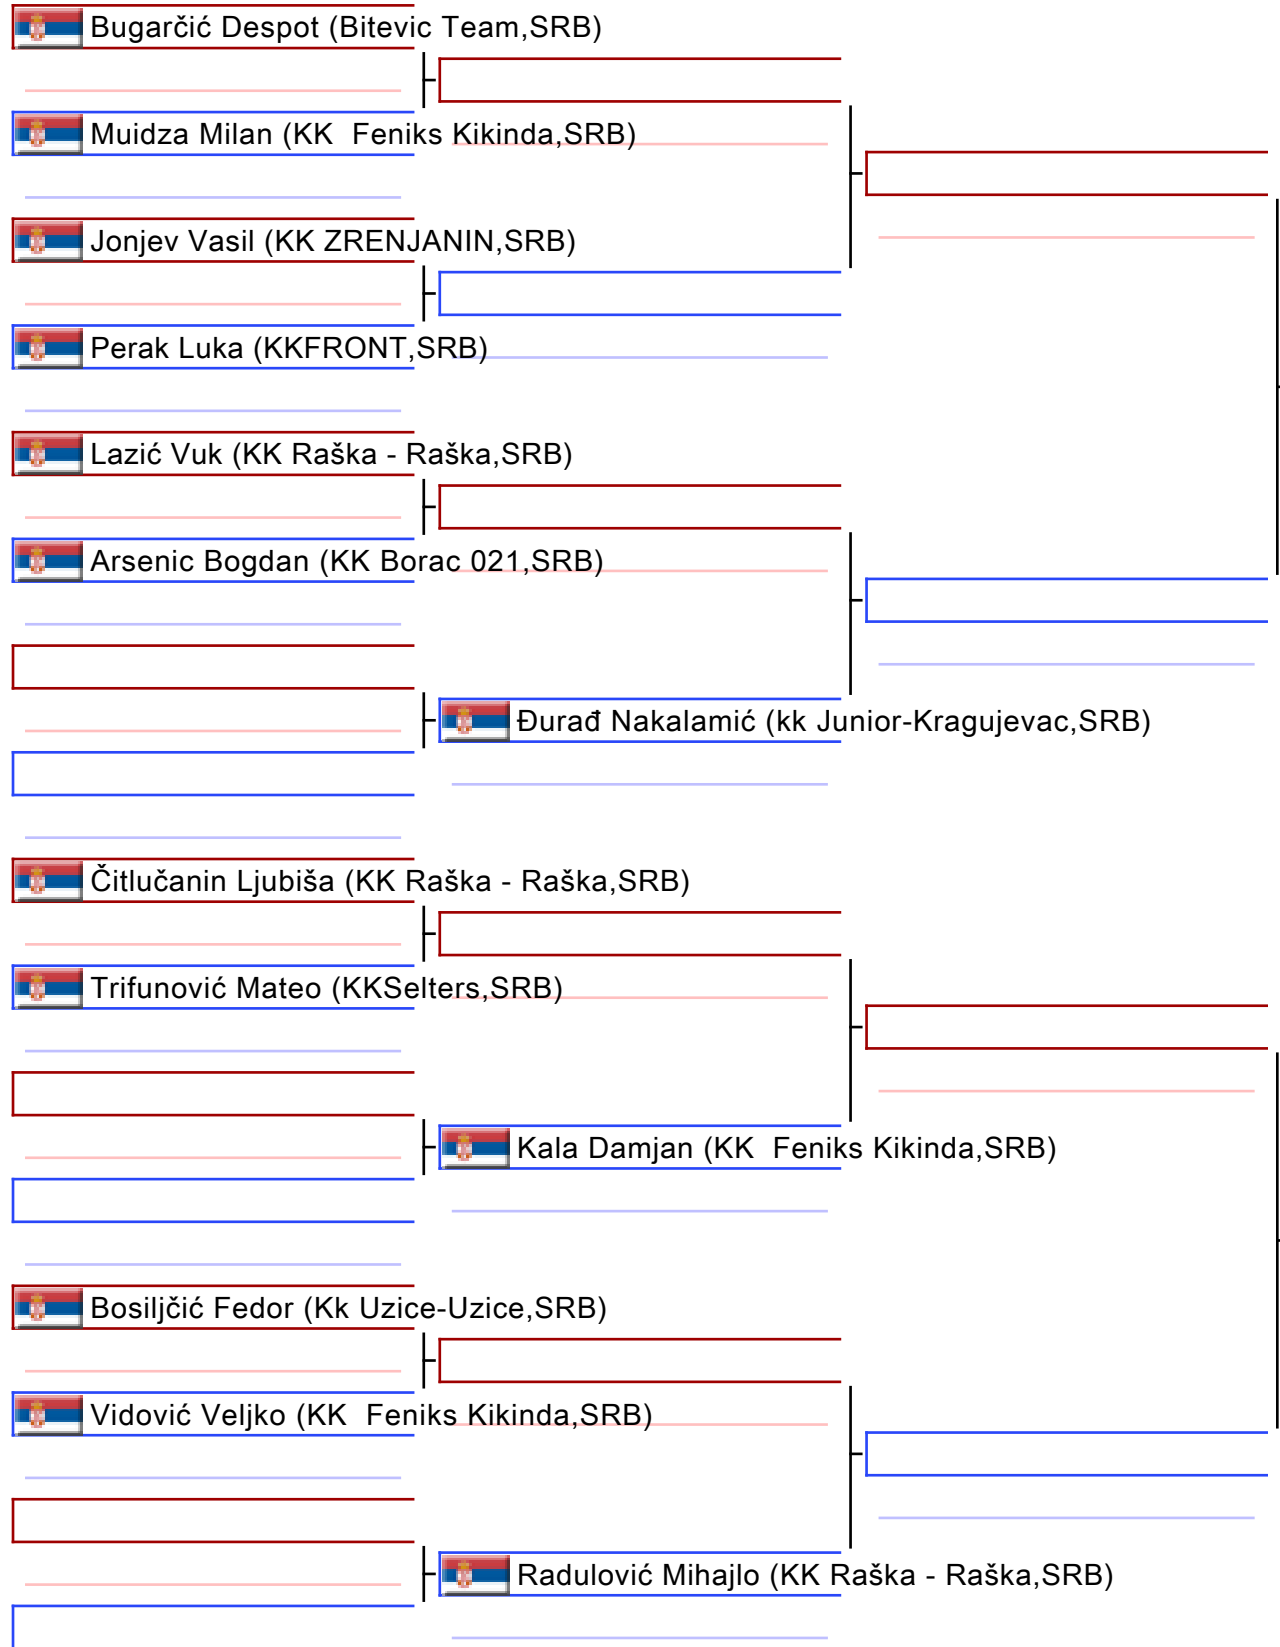 Bugarčić Despot (Bitevic Team,SRB)
Muidza Milan (KK  Feniks Kikinda,SRB)
Jonjev Vasil (KK ZRENJANIN,SRB)
Perak Luka (KKFRONT,SRB)
Lazić Vuk (KK Raška - Raška,SRB)
Arsenic Bogdan (KK Borac 021,SRB)
Đurađ Nakalamić (kk Junior-Kragujevac,SRB)
Čitlučanin Ljubiša (KK Raška - Raška,SRB)
Trifunović Mateo (KKSelters,SRB)
Kala Damjan (KK  Feniks Kikinda,SRB)
Bosiljčić Fedor (Kk Uzice-Uzice,SRB)
Vidović Veljko (KK  Feniks Kikinda,SRB)
Radulović Mihajlo (KK Raška - Raška,SRB)